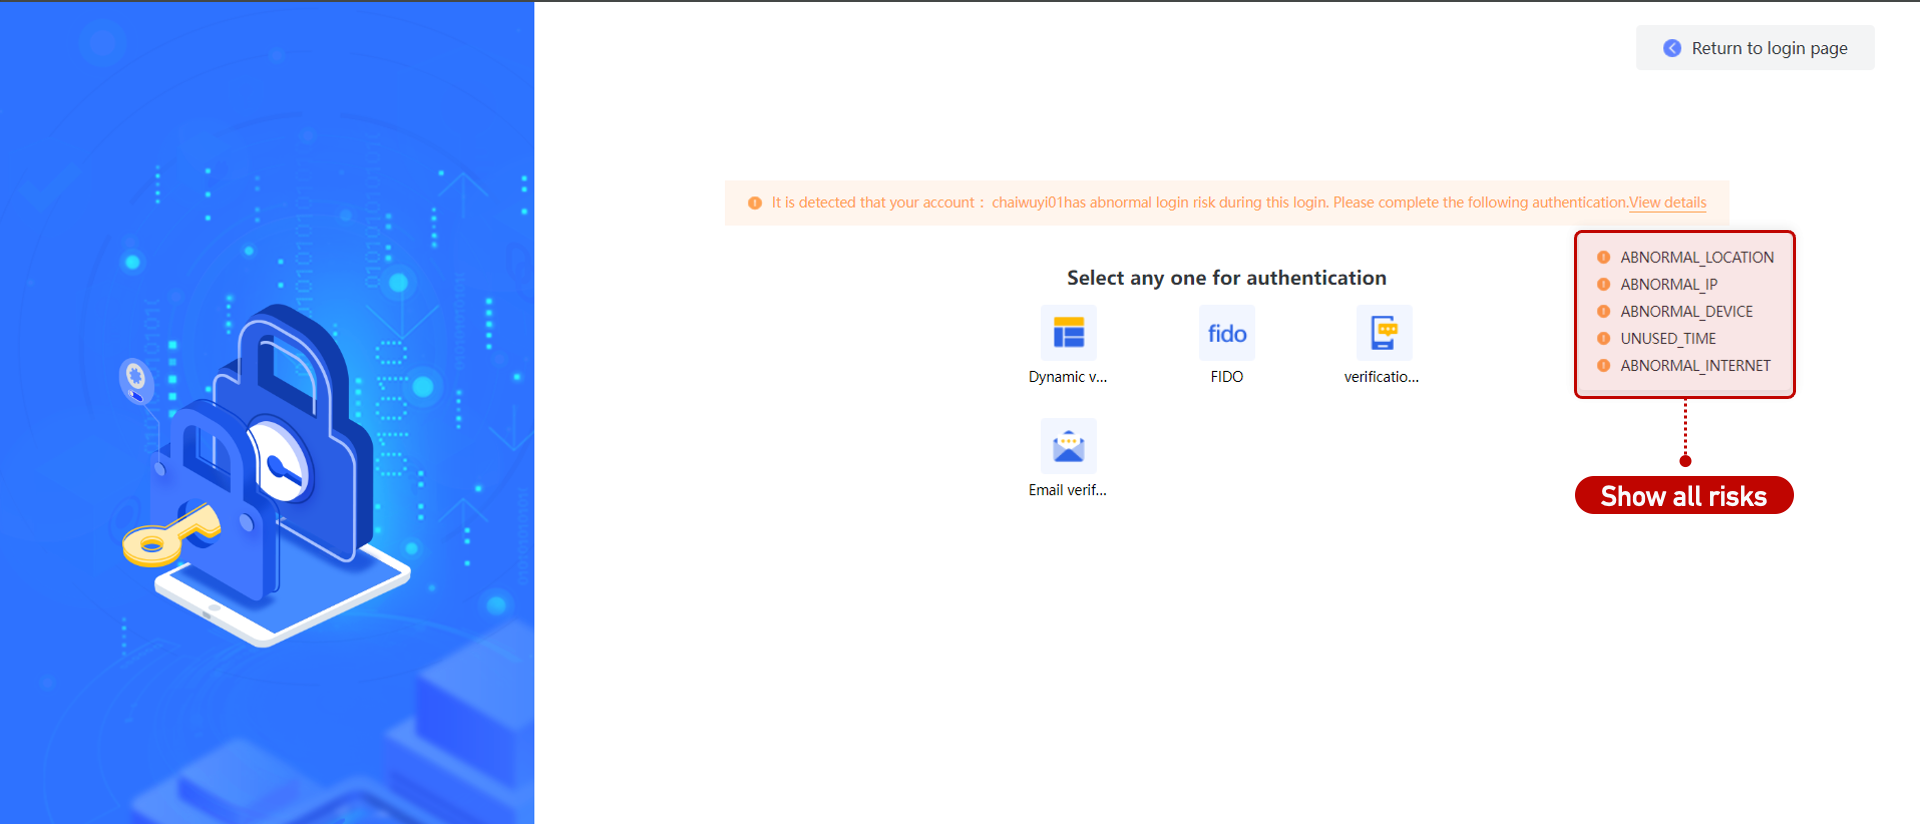 Return to login page
It is detected that your account： chaiwuyi01has abnormal login risk during this login. Please complete the following authentication.View details
Select any one for authentication
fido
Dynamic v...
FIDO
verificatio...
Email verif...
ABNORMAL_LOCATION
ABNORMAL_IP
ABNORMAL_DEVICE
UNUSED_TIME
ABNORMAL_INTERNET
Show all risks